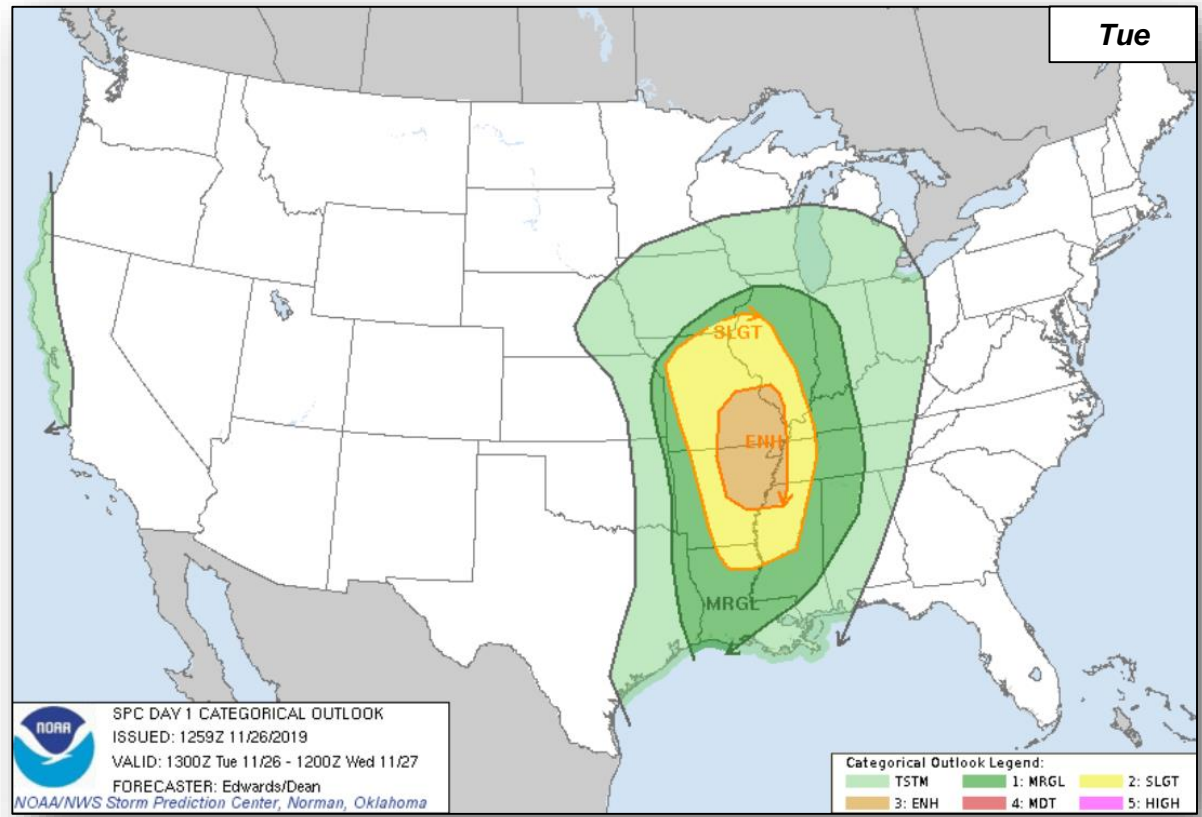 Tue
SLGT
ENH
MRGL
NOAA
SPC DAY 1 CATEGORICAL OUTLOOK
ISSUED: 1259Z 11/26/2019
VALID: 1300Z Tue 11/26 - 1200Z Wed 11/27
FORECASTER: Edwards/Dean
NOAA/NWS Storm Prediction Center, Norman, Oklahoma
Categorical Outlook Legend:
TSTM 1: MRGL 2: SLGT
3: ENH 4: MDT 5: HIGH